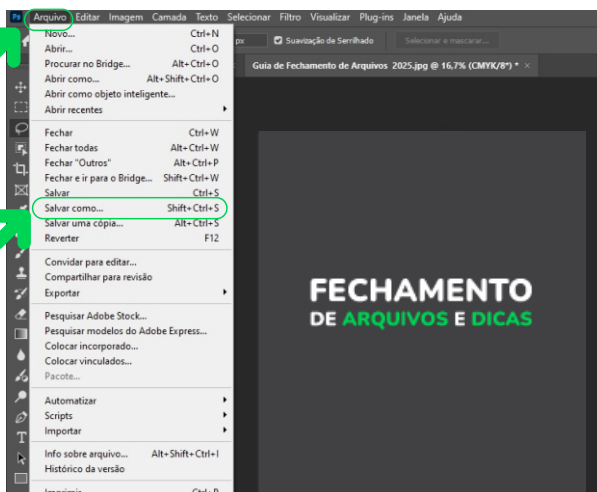 Ps Arquivo Editar Imagem Camada Texto Selecionar Filtro Visualizar Plug-ins Janela Ajuda
px Suavização de Serrilhado Selecionar e mascarar...
Guia de Fechamento de Arquivos 2025.jpg @ 16,7% (CMYK/8*) * ×
Novo... Ctrl+N
Abrir... Ctrl+O
Procurar no Bridge... Alt+Ctrl+O
Abrir como... Alt+Shift+Ctrl+O
Abrir como objeto inteligente...
Abrir recentes
Fechar Ctrl+W
Fechar todas Alt+Ctrl+W
Fechar "Outros" Alt+Ctrl+P
Fechar e ir para o Bridge... Shift+Ctrl+W
Salvar Ctrl+S
Salvar como... Shift+Ctrl+S
Salvar uma cópia... Alt+Ctrl+S
Reverter F12
Convidar para editar...
Compartilhar para revisão
Exportar
Pesquisar Adobe Stock...
Pesquisar modelos do Adobe Express...
Colocar incorporado...
Colocar vinculados...
Pacote...
Automatizar
Scripts
Importar
Info sobre arquivo... Alt+Shift+Ctrl+I
Histórico da versão
Imprimir... Ctrl+P
FECHAMENTO
DE ARQUIVOS E DICAS